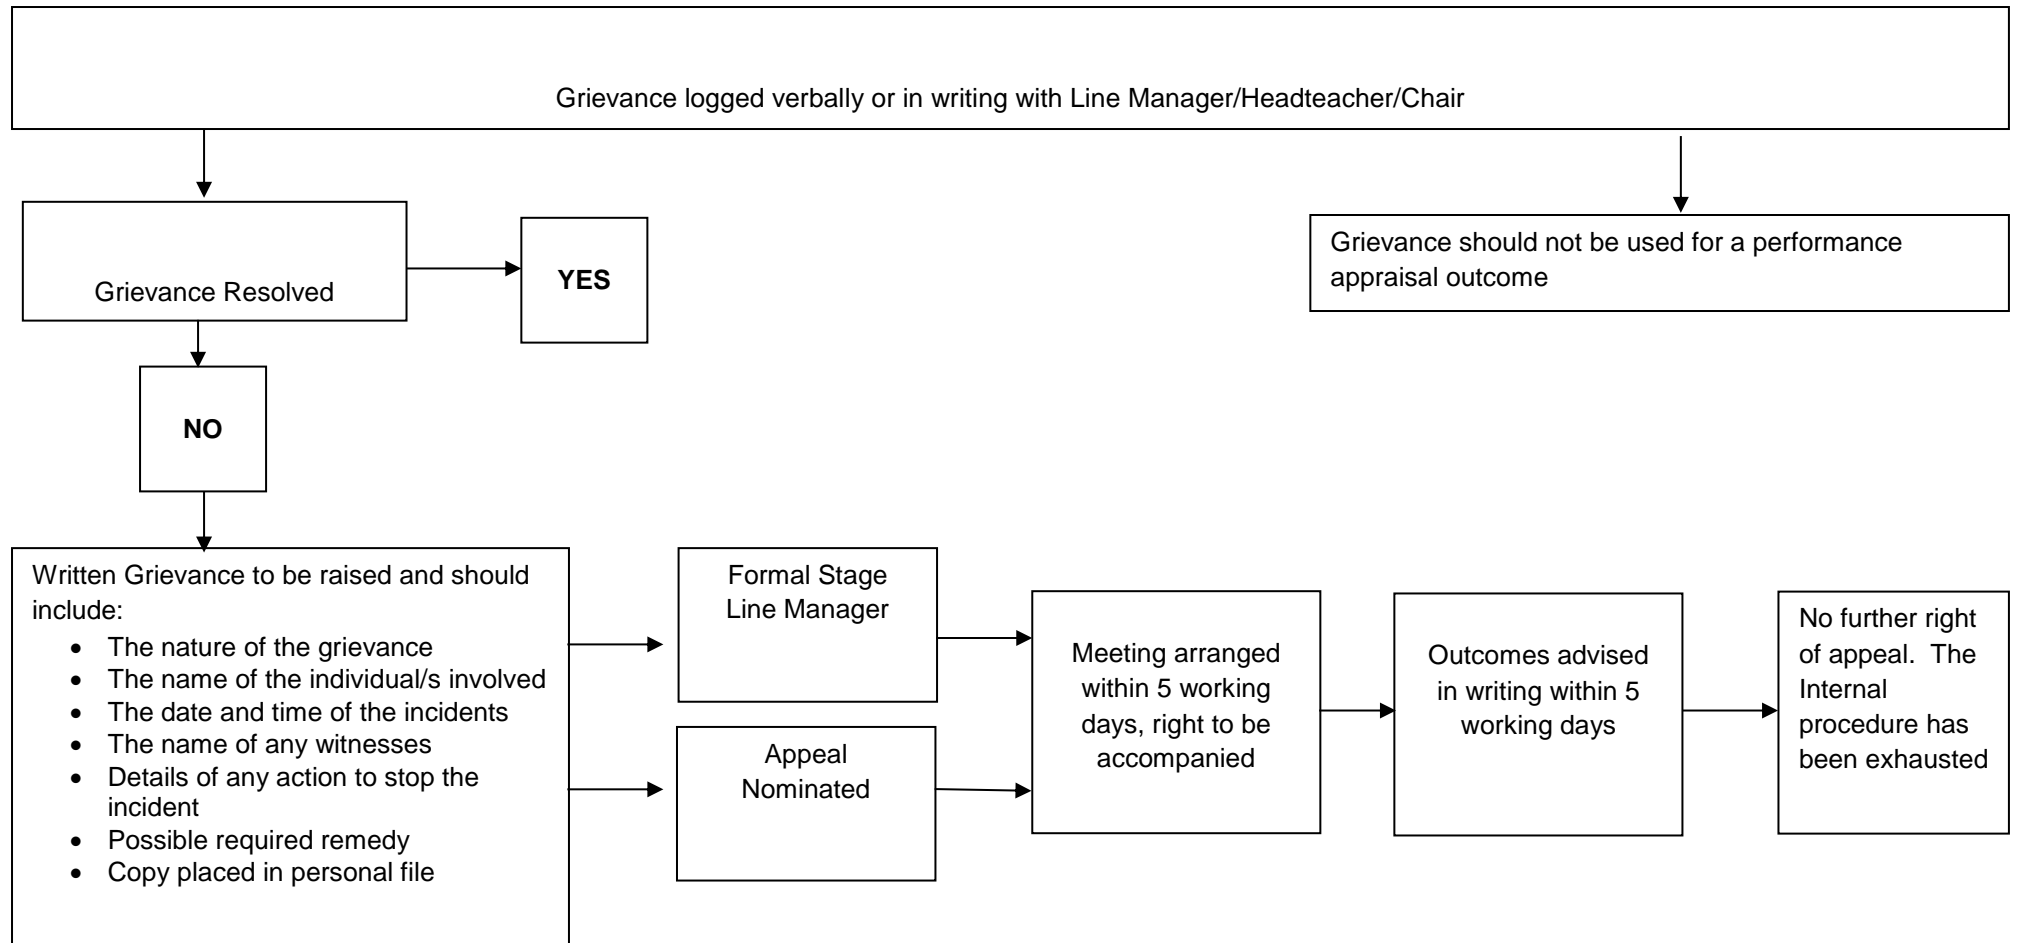 Grievance logged verbally or in writing with Line Manager/Headteacher/Chair
Grievance Resolved
YES
Grievance should not be used for a performance
appraisal outcome
NO
Written Grievance to be raised and should
include:
• The nature of the grievance
• The name of the individual/s involved
• The date and time of the incidents
• The name of any witnesses
• Details of any action to stop the
incident
• Possible required remedy
• Copy placed in personal file
Formal Stage
Line Manager
Appeal
Nominated
Meeting arranged
within 5 working
days, right to be
accompanied
Outcomes advised
in writing within 5
working days
No further right
of appeal.  The
Internal
procedure has
been exhausted